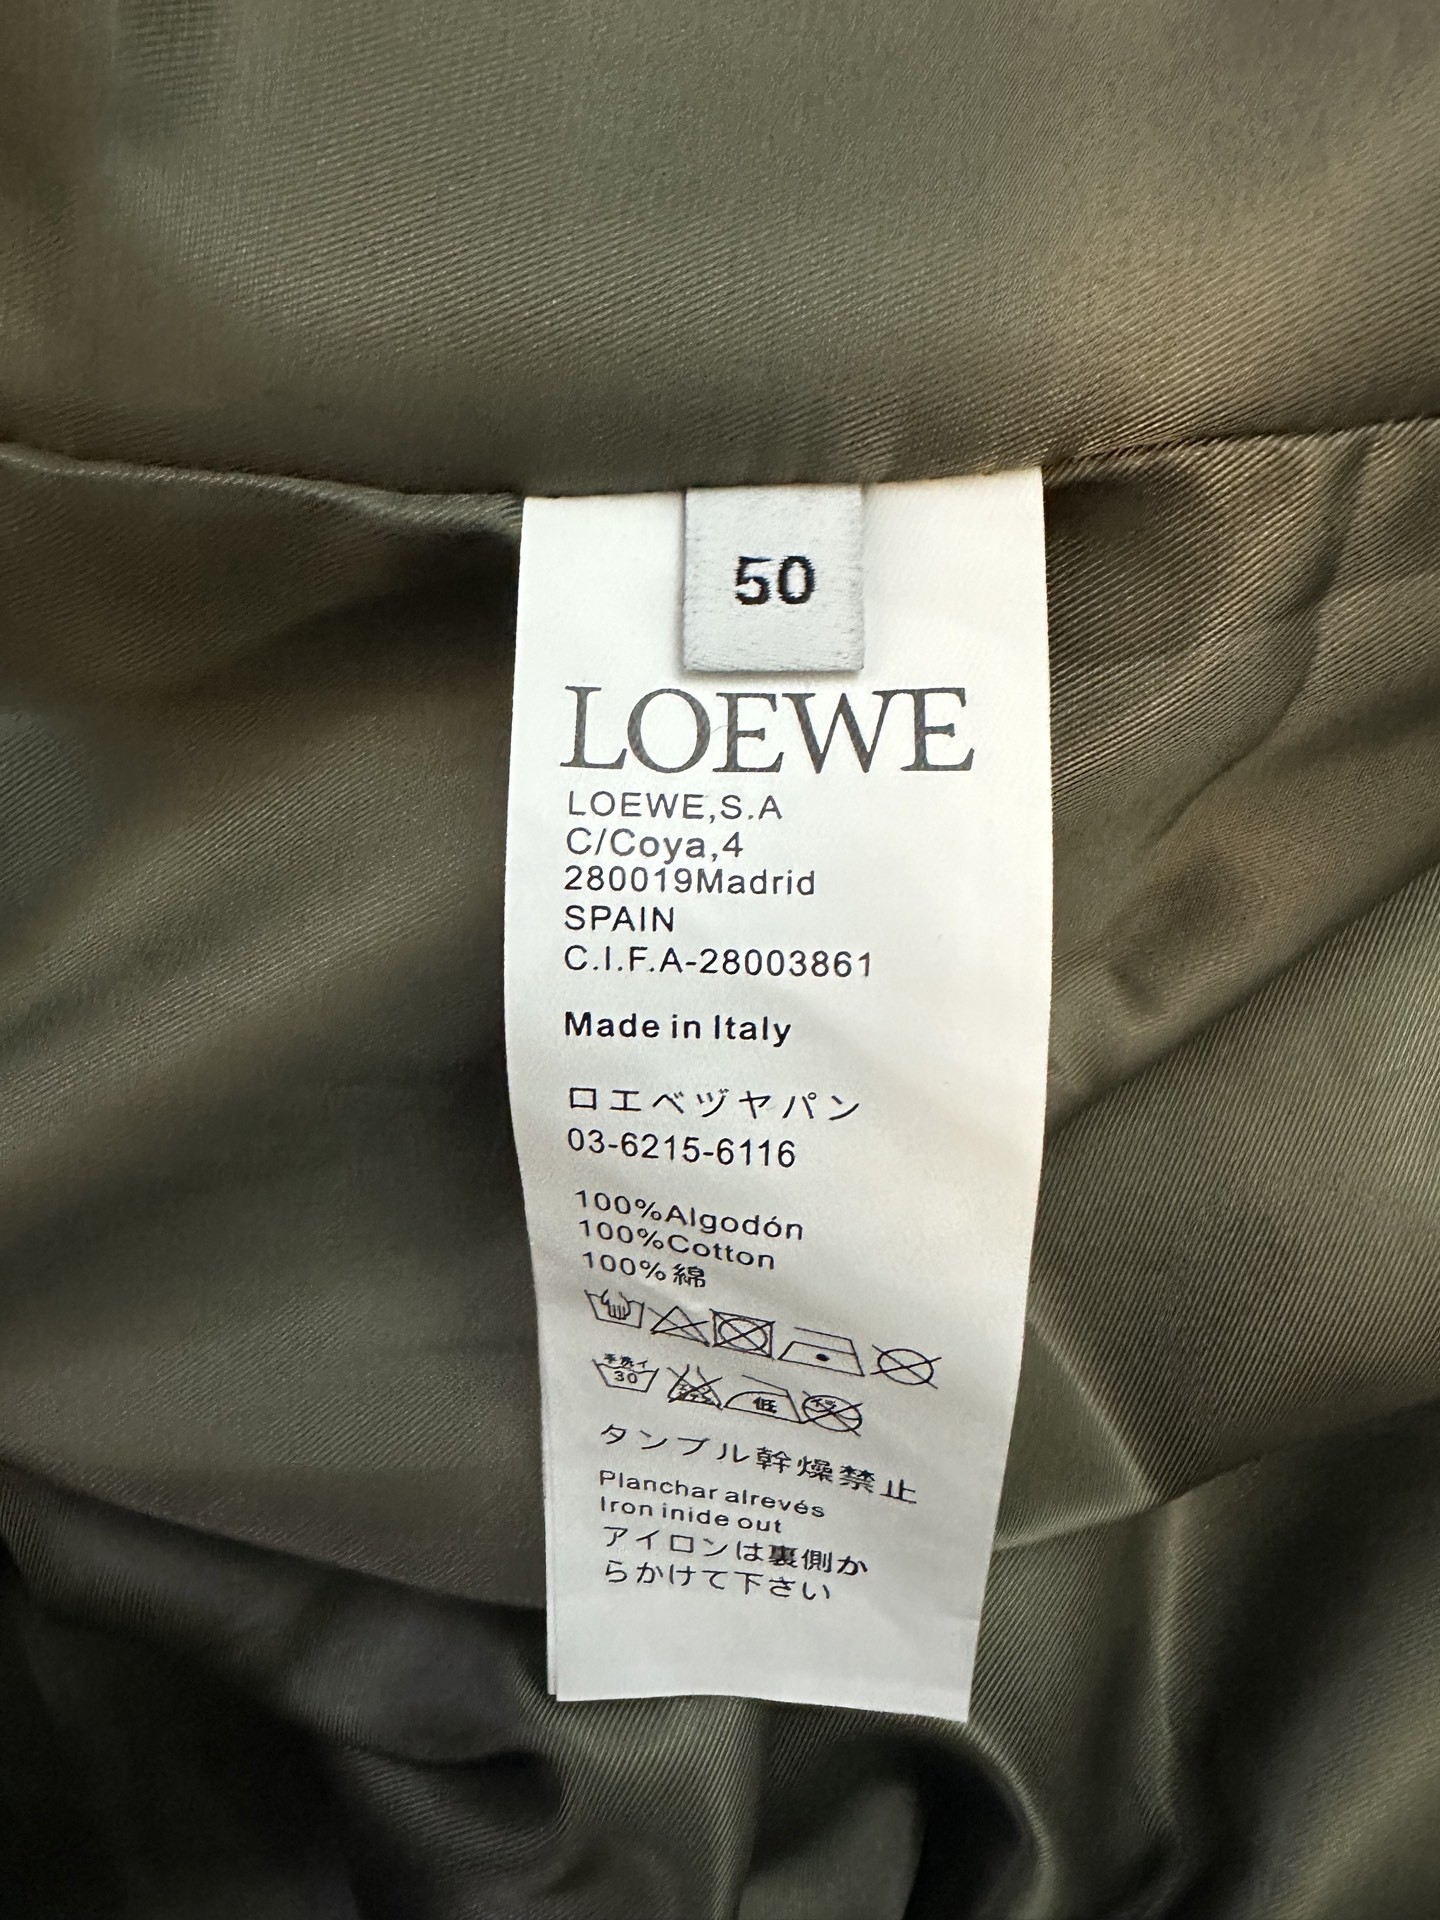 50
LOEWE
LOEWE,S.A
C/Coya,4
280019Madrid
SPAIN
C.I.F.A-28003861
Made in Italy
ロエベヅヤパン
03-6215-6116
100%Algodón
100%Cotton
100%綿
手洗イ
30
低
タンブル幹燥禁止
Planchar alrevés
Iron inide out
アイロンは裏側か
らかけて下さい